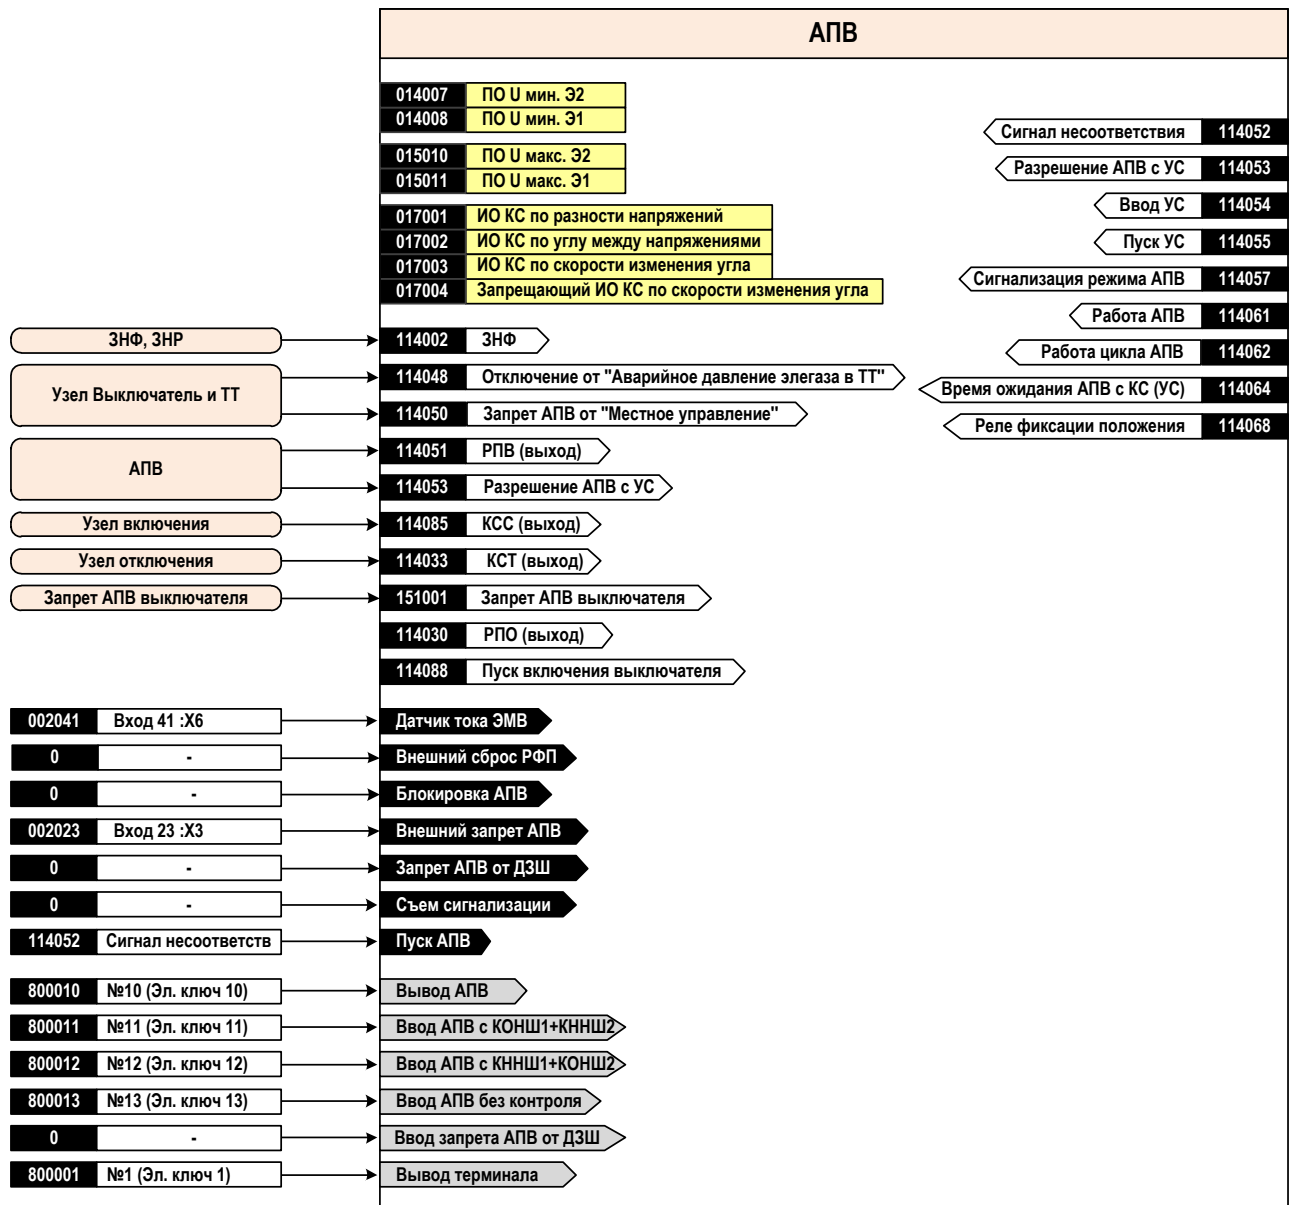 АПВ
014007 ПО U мин. Э2
014008 ПО U мин. Э1
015010 ПО U макс. Э2
015011 ПО U макс. Э1
017001 ИО КС по разности напряжений
017002 ИО КС по углу между напряжениями
017003 ИО КС по скорости изменения угла
017004 Запрещающий ИО КС по скорости изменения угла
Сигнал несоответствия 114052
Разрешение АПВ с УС 114053
Ввод УС 114054
Пуск УС 114055
Сигнализация режима АПВ 114057
Работа АПВ 114061
Работа цикла АПВ 114062
Время ожидания АПВ с КС (УС) 114064
Реле фиксации положения 114068
ЗНФ, ЗНР 114002 ЗНФ
Узел Выключатель и ТТ
114048 Отключение от "Аварийное давление элегаза в ТТ"
114050 Запрет АПВ от "Местное управление"
АПВ
114051 РПВ (выход)
114053 Разрешение АПВ с УС
Узел включения 114085 КСС (выход)
Узел отключения 114033 КСТ (выход)
Запрет АПВ выключателя 151001 Запрет АПВ выключателя
114030 РПО (выход)
114088 Пуск включения выключателя
002041 Вход 41 :X6 Датчик тока ЭМВ
0 - Внешний сброс РФП
0 - Блокировка АПВ
002023 Вход 23 :X3 Внешний запрет АПВ
0 - Запрет АПВ от ДЗШ
0 - Съем сигнализации
114052 Сигнал несоответств Пуск АПВ
800010 №10 (Эл. ключ 10) Вывод АПВ
800011 №11 (Эл. ключ 11) Ввод АПВ с КОНШ1+КННШ2
800012 №12 (Эл. ключ 12) Ввод АПВ с КННШ1+КОНШ2
800013 №13 (Эл. ключ 13) Ввод АПВ без контроля
0 - Ввод запрета АПВ от ДЗШ
800001 №1 (Эл. ключ 1) Вывод терминала